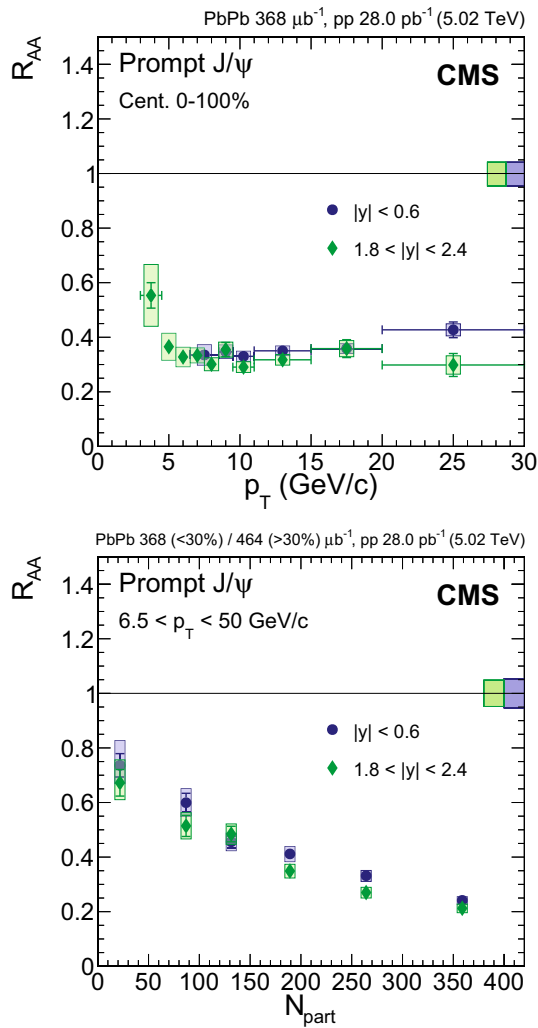 PbPb 368 μb⁻¹, pp 28.0 pb⁻¹ (5.02 TeV)
R_AA
1.4
Prompt J/ψ
CMS
Cent. 0-100%
1.2
1
|y| < 0.6
0.8
1.8 < |y| < 2.4
0.6
0.4
0.2
0
0 5 10 15 20 25 30
p_T (GeV/c)
PbPb 368 (<30%) / 464 (>30%) μb⁻¹, pp 28.0 pb⁻¹ (5.02 TeV)
R_AA
1.4
Prompt J/ψ
CMS
6.5 < p_T < 50 GeV/c
1.2
1
|y| < 0.6
0.8
1.8 < |y| < 2.4
0.6
0.4
0.2
0
0 50 100 150 200 250 300 350 400
N_part